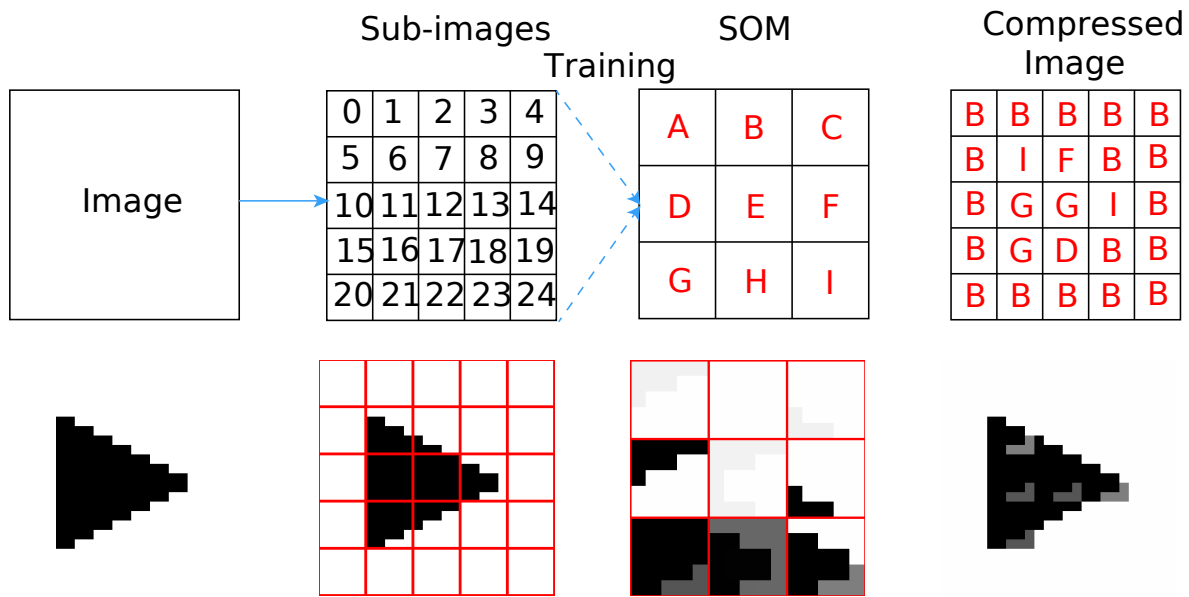 Sub-images
SOM
Compressed
Image
Training
Image
0 1 2 3 4
5 6 7 8 9
10 11 12 13 14
15 16 17 18 19
20 21 22 23 24
A B C
D E F
G H I
B B B B B
B I F B B
B G G I B
B G D B B
B B B B B